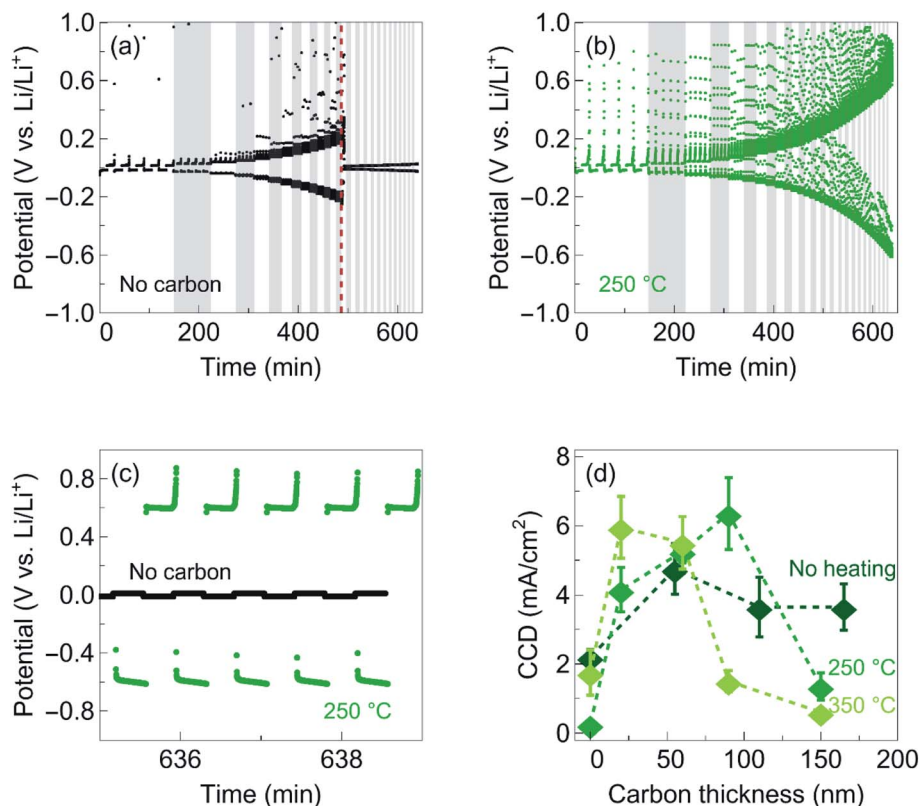 (a)
1.0
0.6
0.2
−0.2
−0.6
−1.0
Potential (V vs. Li/Li⁺)
No carbon
0
200
400
600
Time (min)
(b)
1.0
0.6
0.2
−0.2
−0.6
−1.0
Potential (V vs. Li/Li⁺)
250 °C
0
200
400
600
Time (min)
(c)
0.8
0.4
0.0
−0.4
−0.8
Potential (V vs. Li/Li⁺)
No carbon
250 °C
636
638
Time (min)
(d)
8
6
4
2
0
CCD (mA/cm²)
No heating
250 °C
350 °C
0
50
100
150
200
Carbon thickness (nm)